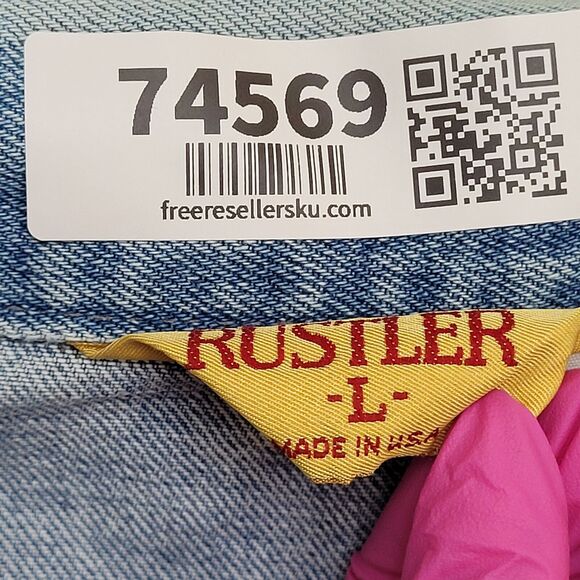 74569
freeresellersku.com
RUSTLER
-L-
MADE IN USA